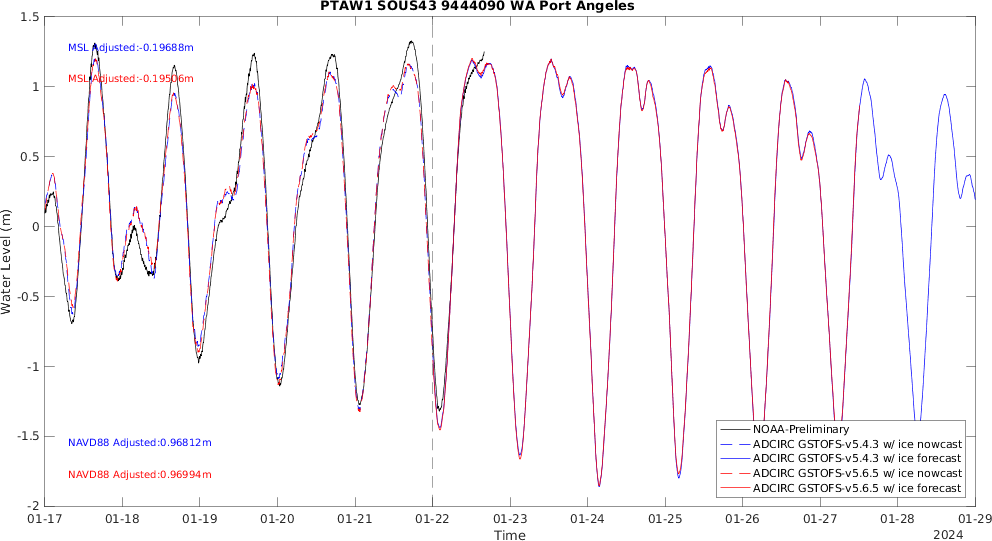 PTAW1 SOUS43 9444090 WA Port Angeles
1.5
1
0.5
0
-0.5
-1
-1.5
-2
Water Level (m)
MSL Adjusted:-0.19688m
MSL Adjusted:-0.19506m
NAVD88 Adjusted:0.96812m
NAVD88 Adjusted:0.96994m
NOAA-Preliminary
ADCIRC GSTOFS-v5.4.3 w/ ice nowcast
ADCIRC GSTOFS-v5.4.3 w/ ice forecast
ADCIRC GSTOFS-v5.6.5 w/ ice nowcast
ADCIRC GSTOFS-v5.6.5 w/ ice forecast
01-17 01-18 01-19 01-20 01-21 01-22 01-23 01-24 01-25 01-26 01-27 01-28 01-29
Time
2024